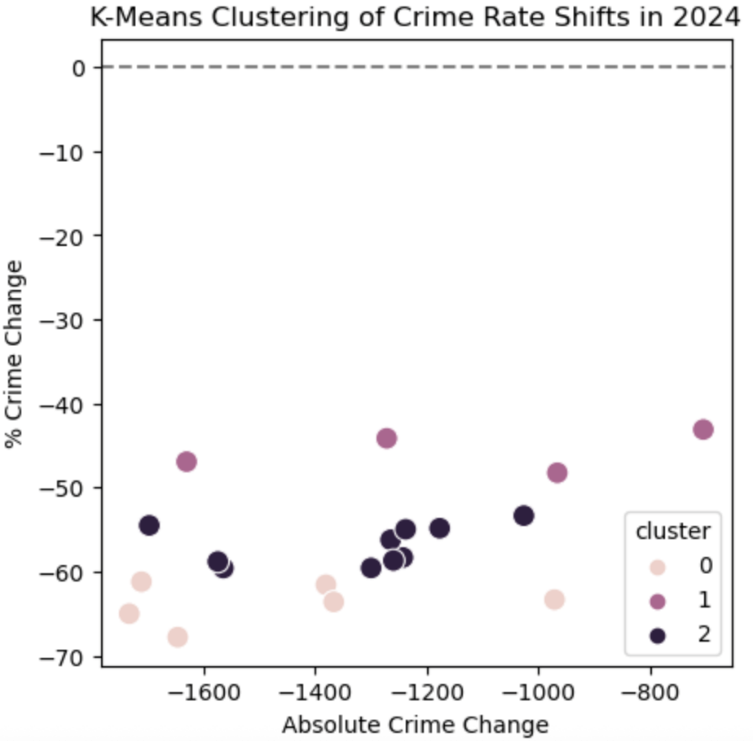 K-Means Clustering of Crime Rate Shifts in 2024
0
−10
−20
−30
−40
−50
−60
−70
% Crime Change
cluster
0
1
2
−1600 −1400 −1200 −1000 −800
Absolute Crime Change